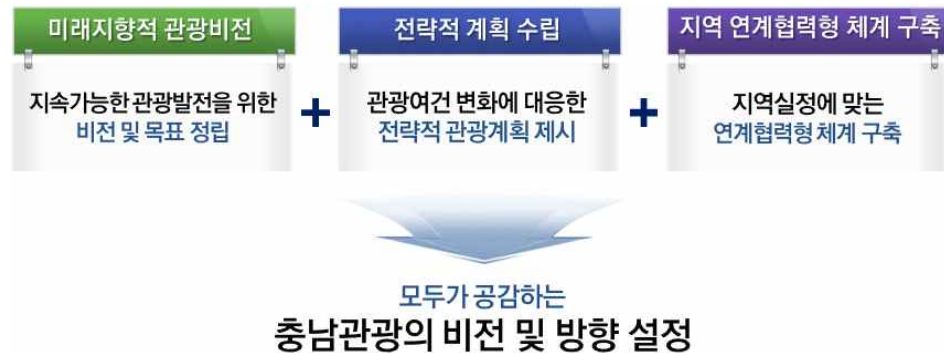 미래지향적 관광비전
지속가능한 관광발전을 위한
비전 및 목표 정립
+
전략적 계획 수립
관광여건 변화에 대응한
전략적 관광계획 제시
+
지역 연계협력형 체계 구축
지역실정에 맞는
연계협력형 체계 구축
모두가 공감하는
충남관광의 비전 및 방향 설정